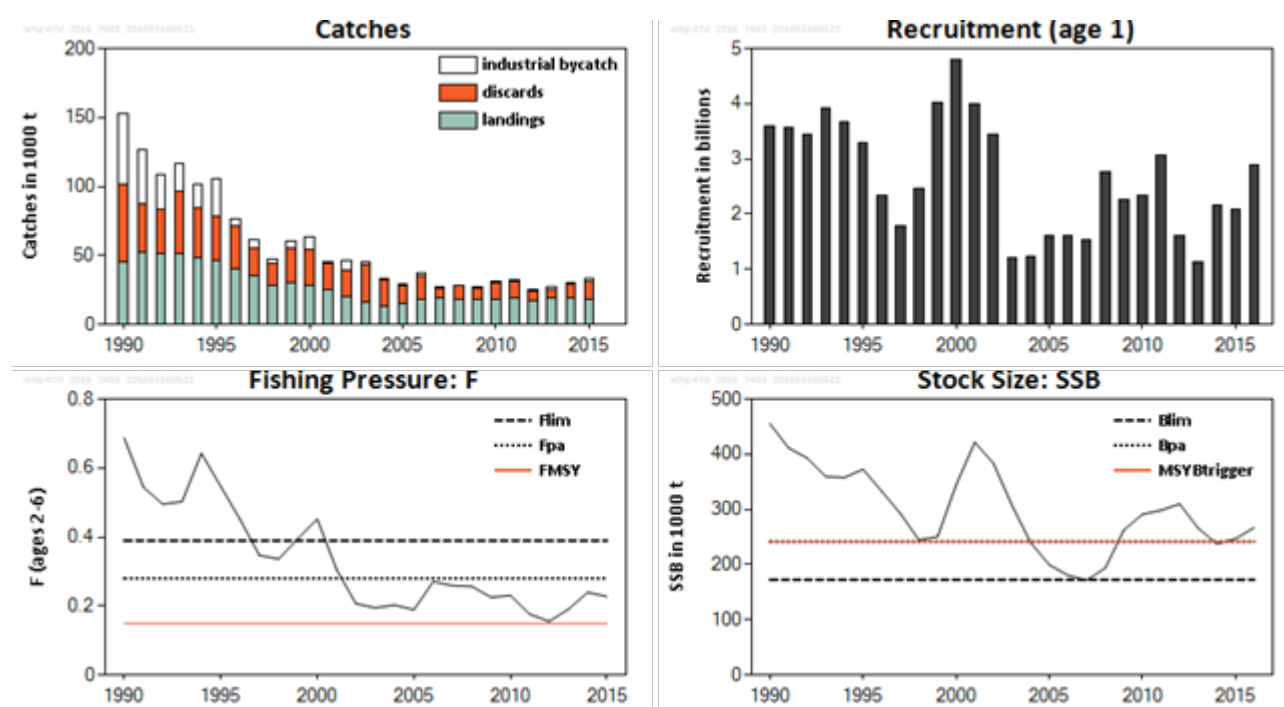 Catches
200
150
100
50
0
Catches in 1000 t
industrial bycatch
discards
landings
1990 1995 2000 2005 2010 2015
Recruitment (age 1)
5
4
3
2
1
0
Recruitment in billions
1990 1995 2000 2005 2010 2015
Fishing Pressure: F
0.8
0.6
0.4
0.2
0
F (ages 2-6)
Flim
Fpa
FMSY
1990 1995 2000 2005 2010 2015
Stock Size: SSB
500
400
300
200
100
0
SSB in 1000 t
Blim
Bpa
MSYBtrigger
1990 1995 2000 2005 2010 2015